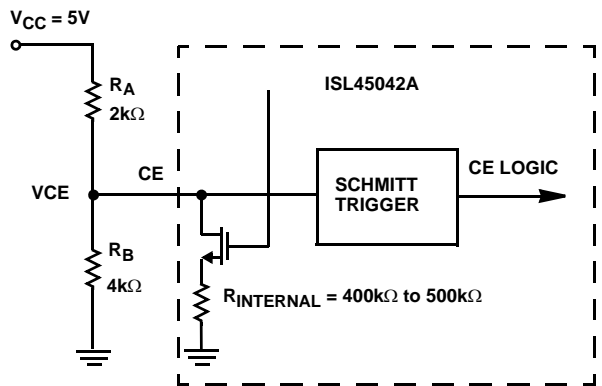 VCC = 5V
RA
2kΩ
ISL45042A
VCE
CE
SCHMITT
TRIGGER
CE LOGIC
RB
4kΩ
RINTERNAL = 400kΩ to 500kΩ